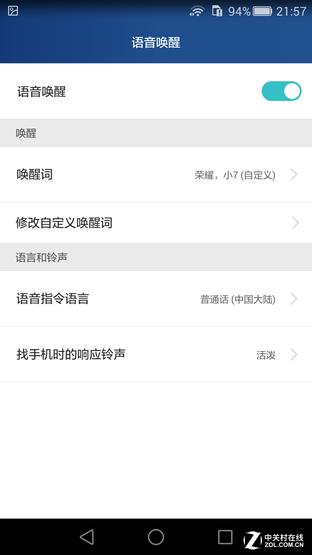 94% 21:57
语音唤醒
语音唤醒
唤醒
唤醒词 荣耀，小7 (自定义)
修改自定义唤醒词
语言和铃声
语音指令语言 普通话 (中国大陆)
找手机时的响应铃声 活泼
中关村在线
ZOL.COM.CN